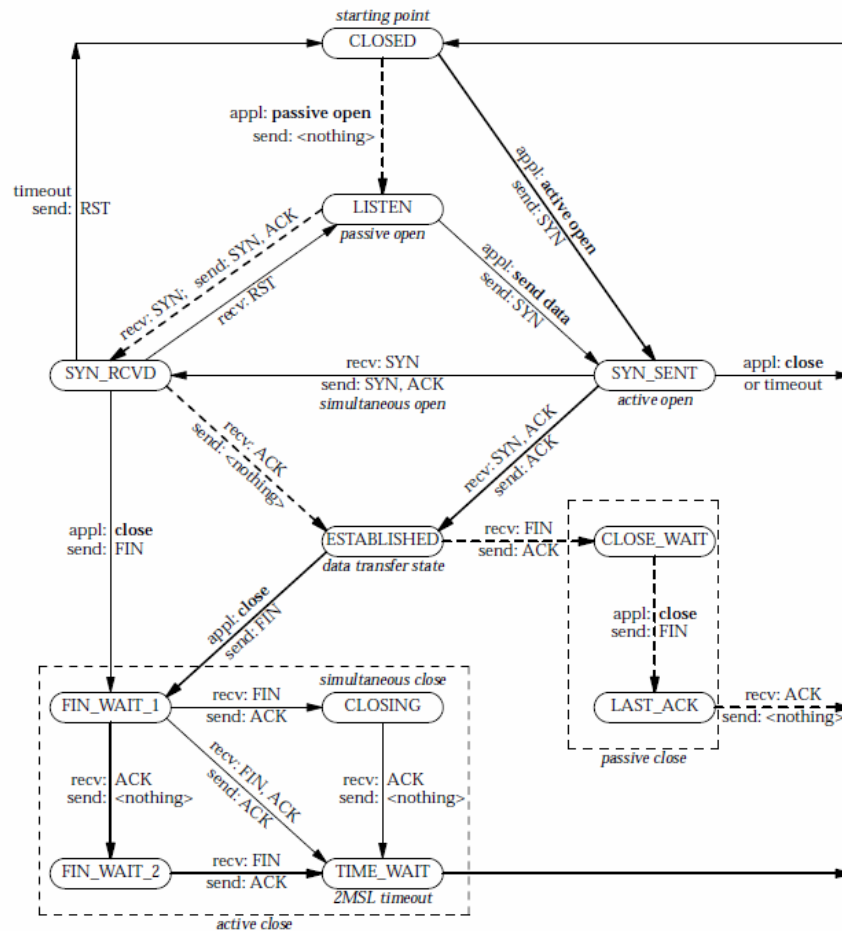 starting point
CLOSED
appl: passive open
send: <nothing>
appl: active open
send: SYN
timeout
send: RST
LISTEN
passive open
recv: SYN; send: SYN, ACK
recv: RST
appl: send data
send: SYN
SYN_RCVD
recv: SYN
send: SYN, ACK
simultaneous open
SYN_SENT
active open
appl: close
or timeout
recv: ACK
send: <nothing>
recv: SYN, ACK
send: ACK
appl: close
send: FIN
ESTABLISHED
data transfer state
recv: FIN
send: ACK
CLOSE_WAIT
appl: close
send: FIN
appl: close
send: FIN
LAST_ACK
recv: ACK
send: <nothing>
passive close
simultaneous close
FIN_WAIT_1
recv: FIN
send: ACK
CLOSING
recv: ACK
send: <nothing>
recv: FIN, ACK
send: ACK
recv: ACK
send: <nothing>
FIN_WAIT_2
recv: FIN
send: ACK
TIME_WAIT
2MSL timeout
active close